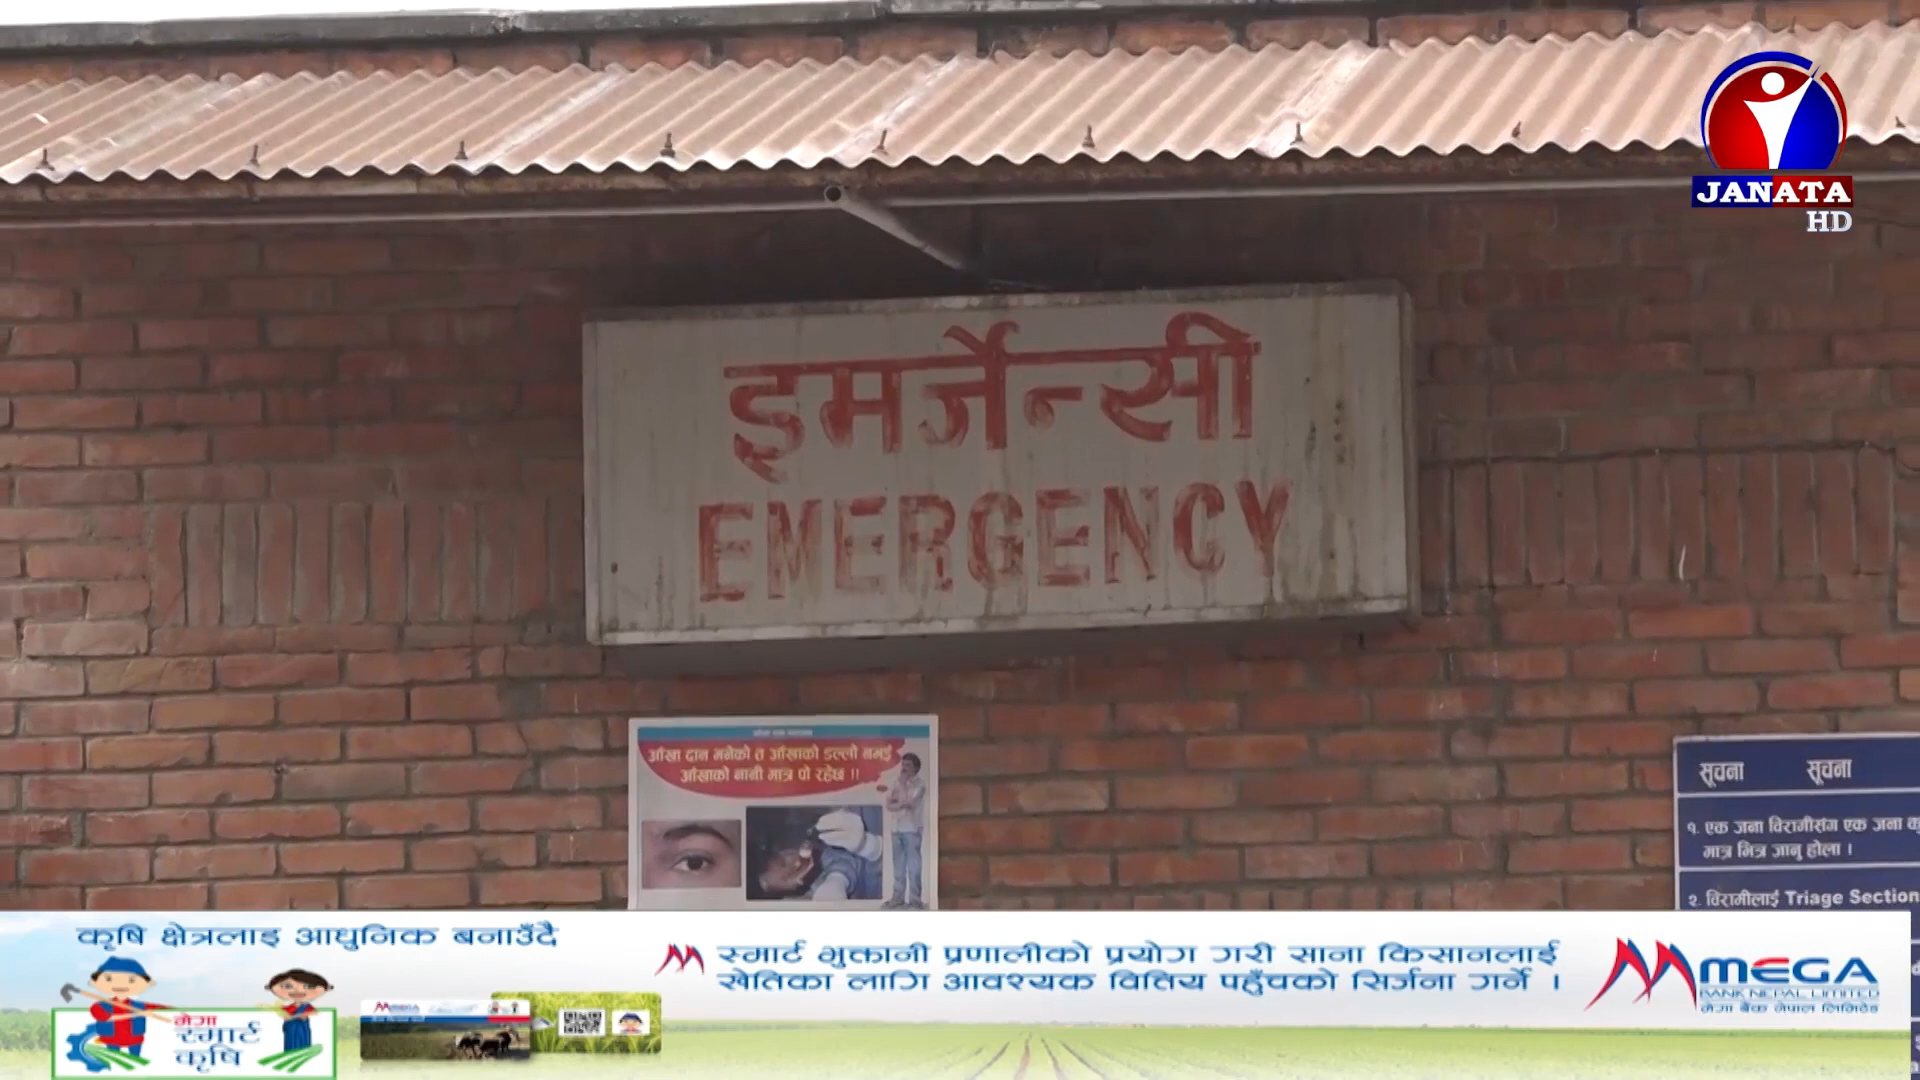 JANATA
HD
इमर्जेन्सी
EMERGENCY
आँखा दान भनेको त आँखाको डल्लो नभई
आँखाको नानी मात्र पो रहेछ !!
सूचना सूचना
१. एक जना विरामीसंग एक जना
मात्र भित्र जानु होला ।
२. विरामीलाई Triage Section
कृषि क्षेत्रलाइ आधुनिक बनाउँदै
मेगा
स्मार्ट
कृषि
स्मार्ट भुक्तानी प्रणालीको प्रयोग गरी साना किसानलाई
खेतिका लागि आवश्यक वित्तिय पहुँचको सिर्जना गर्ने ।
MEGA
BANK NEPAL LIMITED
मेगा बैंक नेपाल लिमिटेड